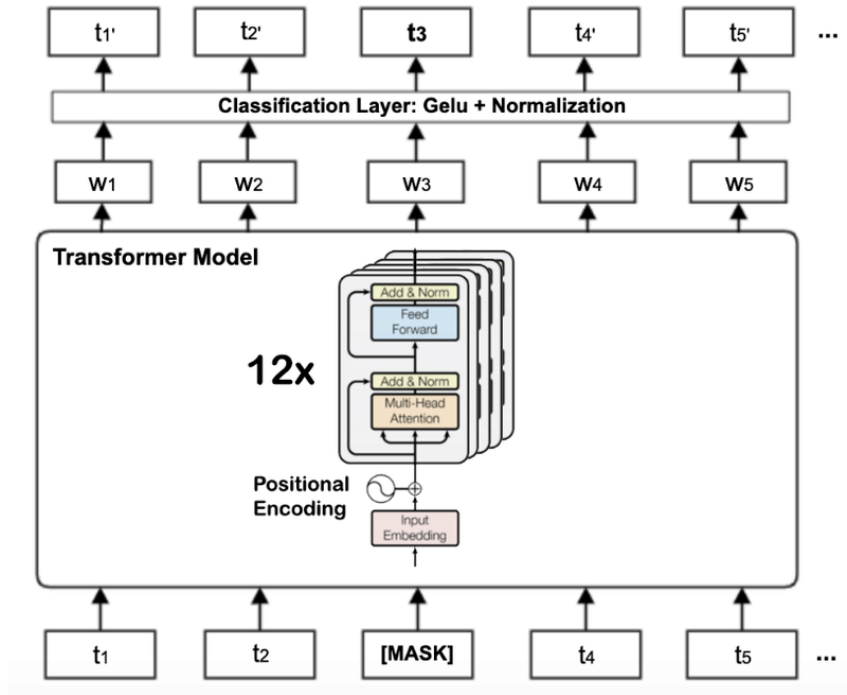 t1' t2' t3 t4' t5' ...
Classification Layer: Gelu + Normalization
W1 W2 W3 W4 W5
Transformer Model
Add & Norm
Feed
Forward
12x
Add & Norm
Multi-Head
Attention
Positional
Encoding
Input
Embedding
t1 t2 [MASK] t4 t5 ...